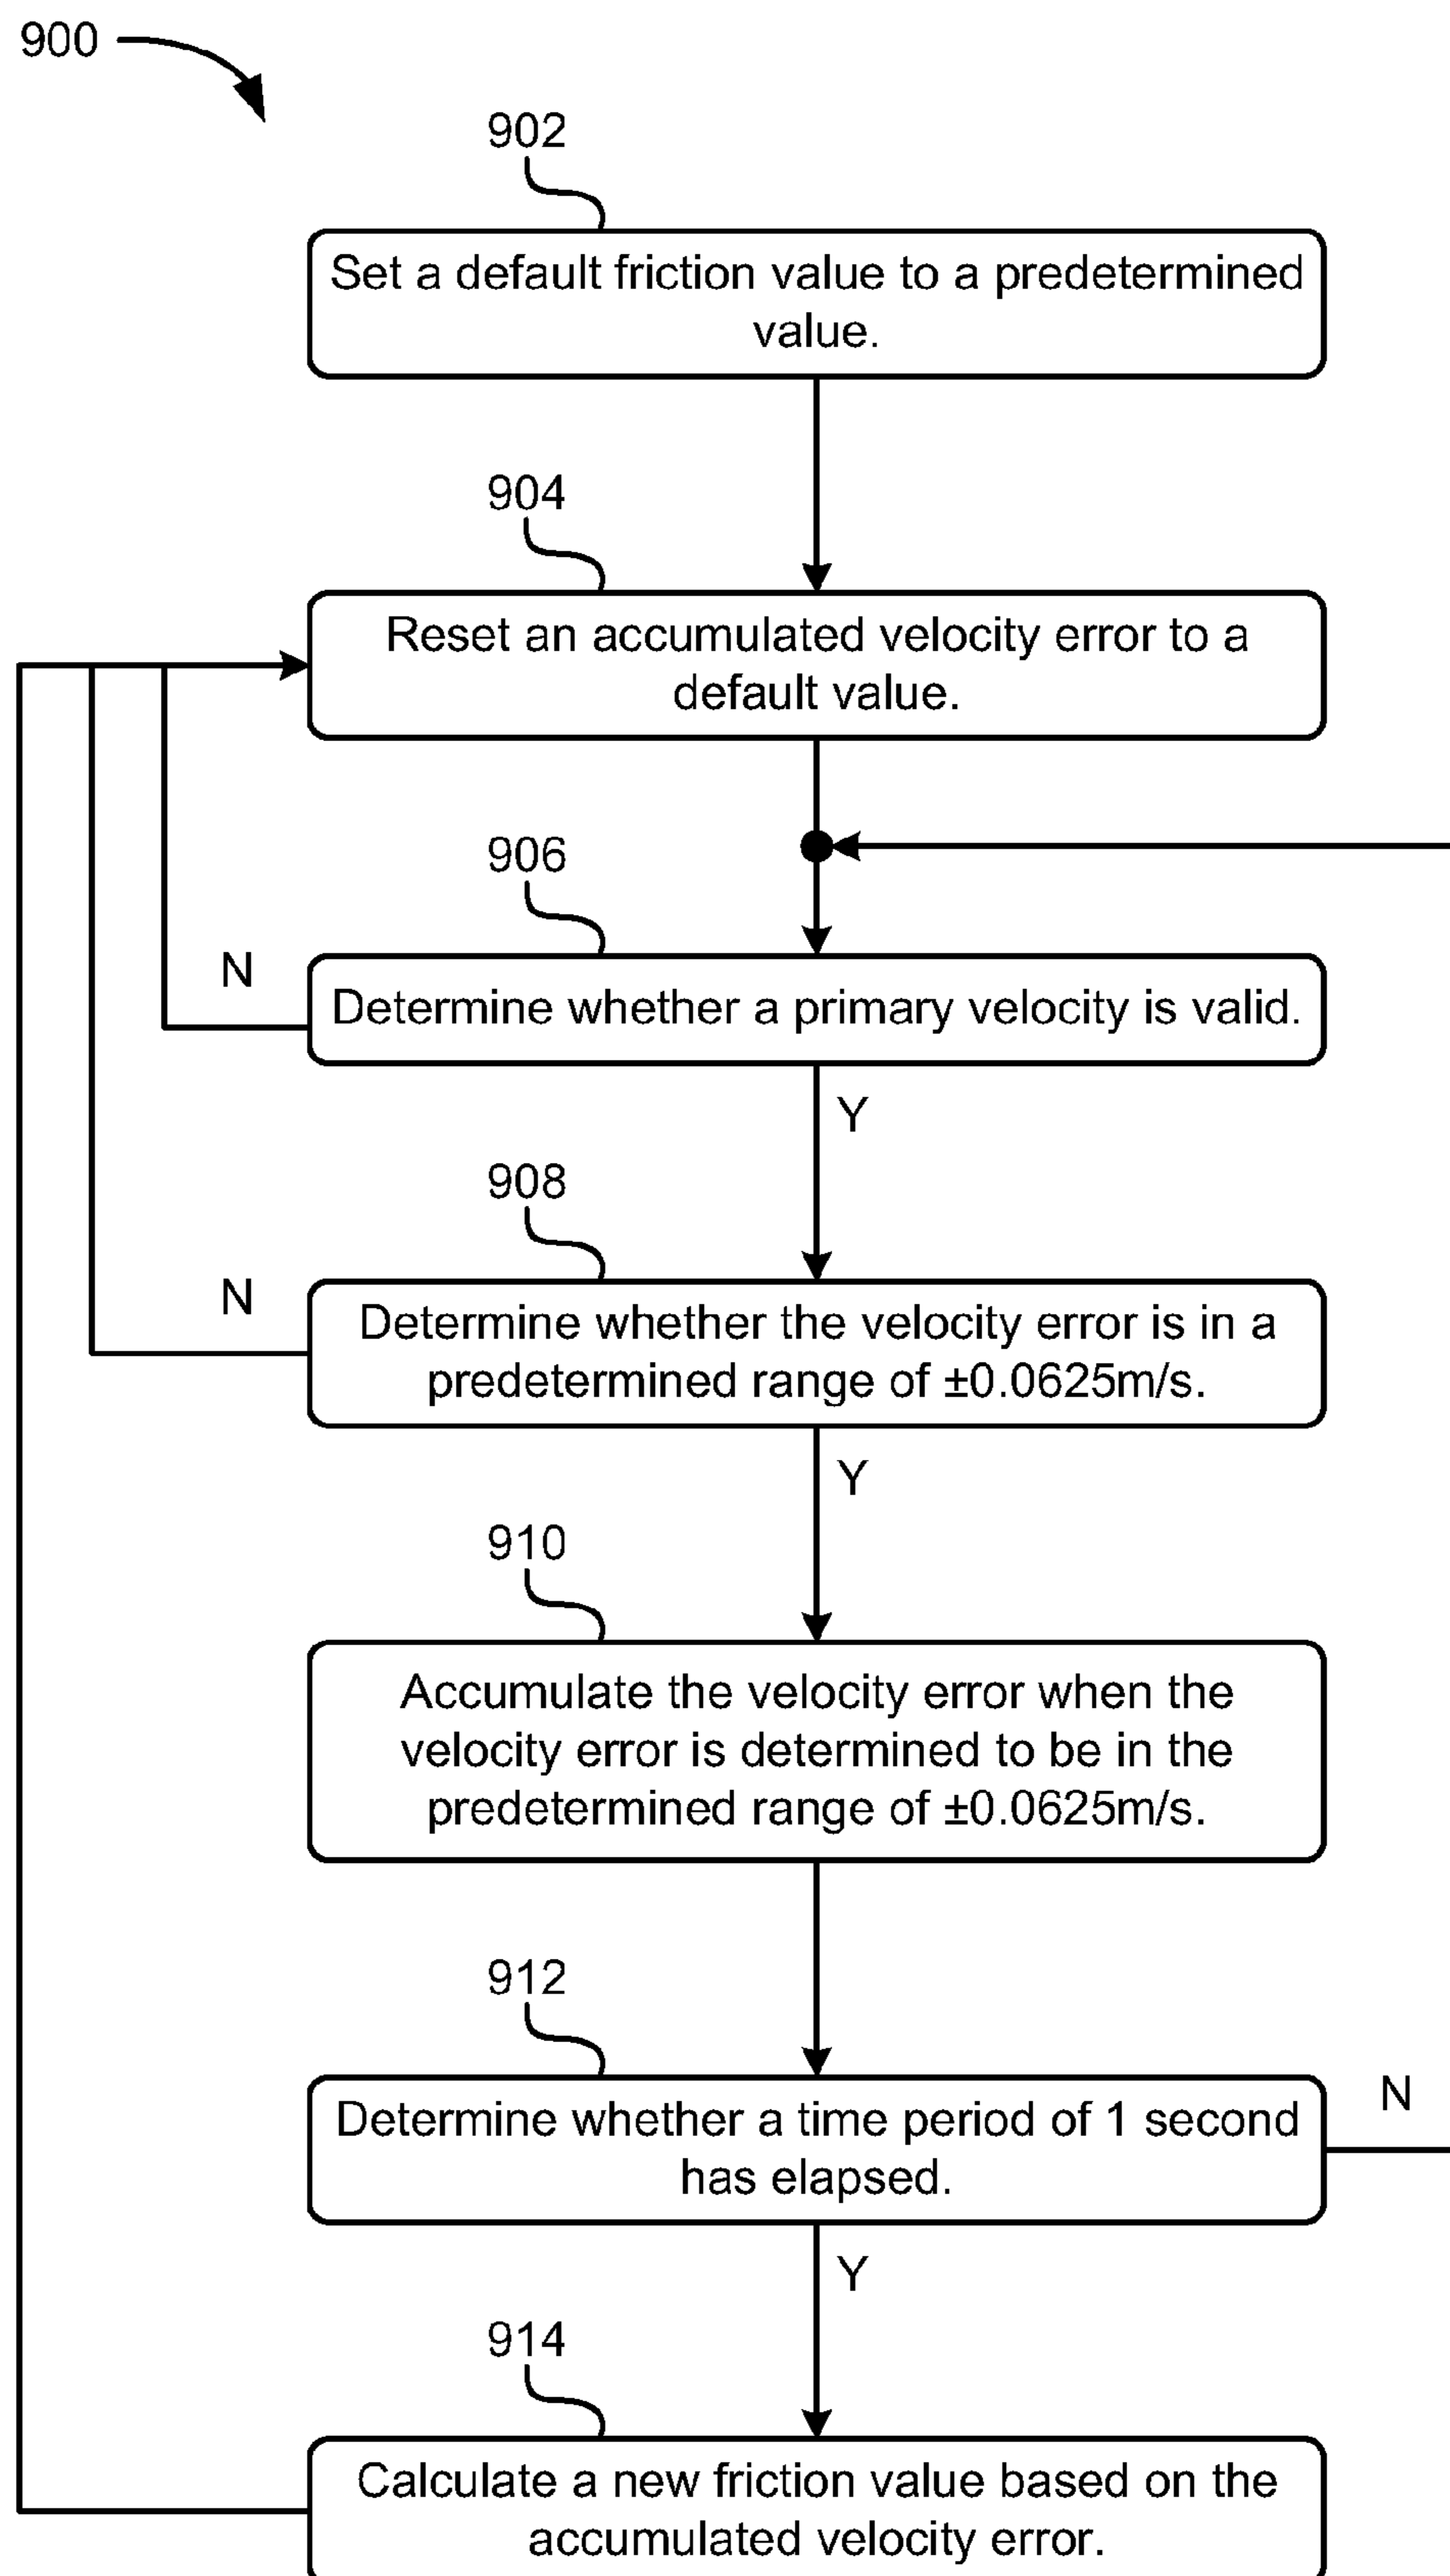 900
902
Set a default friction value to a predetermined
value.
904
Reset an accumulated velocity error to a
default value.
906
N
Determine whether a primary velocity is valid.
Y
908
N
Determine whether the velocity error is in a
predetermined range of ±0.0625m/s.
Y
910
Accumulate the velocity error when the
velocity error is determined to be in the
predetermined range of ±0.0625m/s.
912
N
Determine whether a time period of 1 second
has elapsed.
Y
914
Calculate a new friction value based on the
accumulated velocity error.